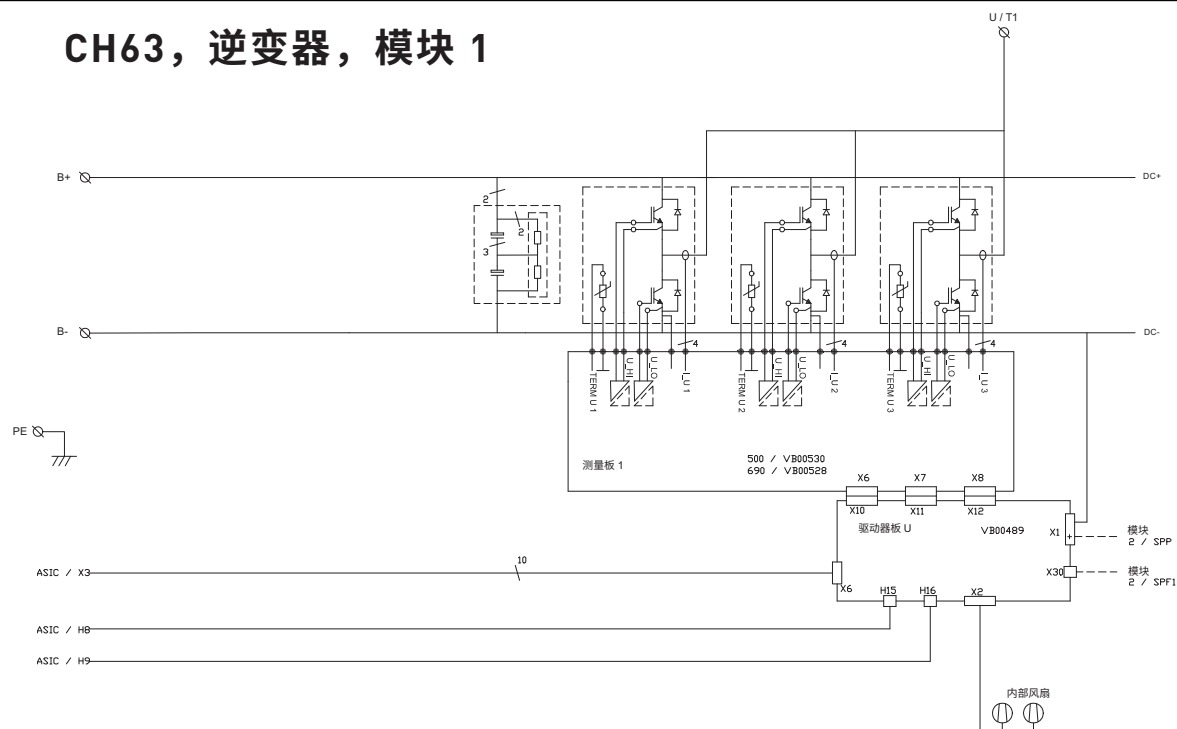 U / T1
CH63，逆变器，模块 1
B+
DC+
2
2
3
B-
DC-
4
4
4
TERM U 1
U_HI
U_LO
I_U 1
TERM U 2
U_HI
U_LO
I_U 2
TERM U 3
U_HI
U_LO
I_U 3
PE
测量板 1
500 / VB00530
690 / VB00528
X6
X7
X8
X10
X11
X12
驱动器板 U
VB00489
X1
+
模块
2 / SPP
10
ASIC / X3
X30
模块
2 / SPF1
X6
H15
H16
X2
ASIC / H8
ASIC / H9
内部风扇